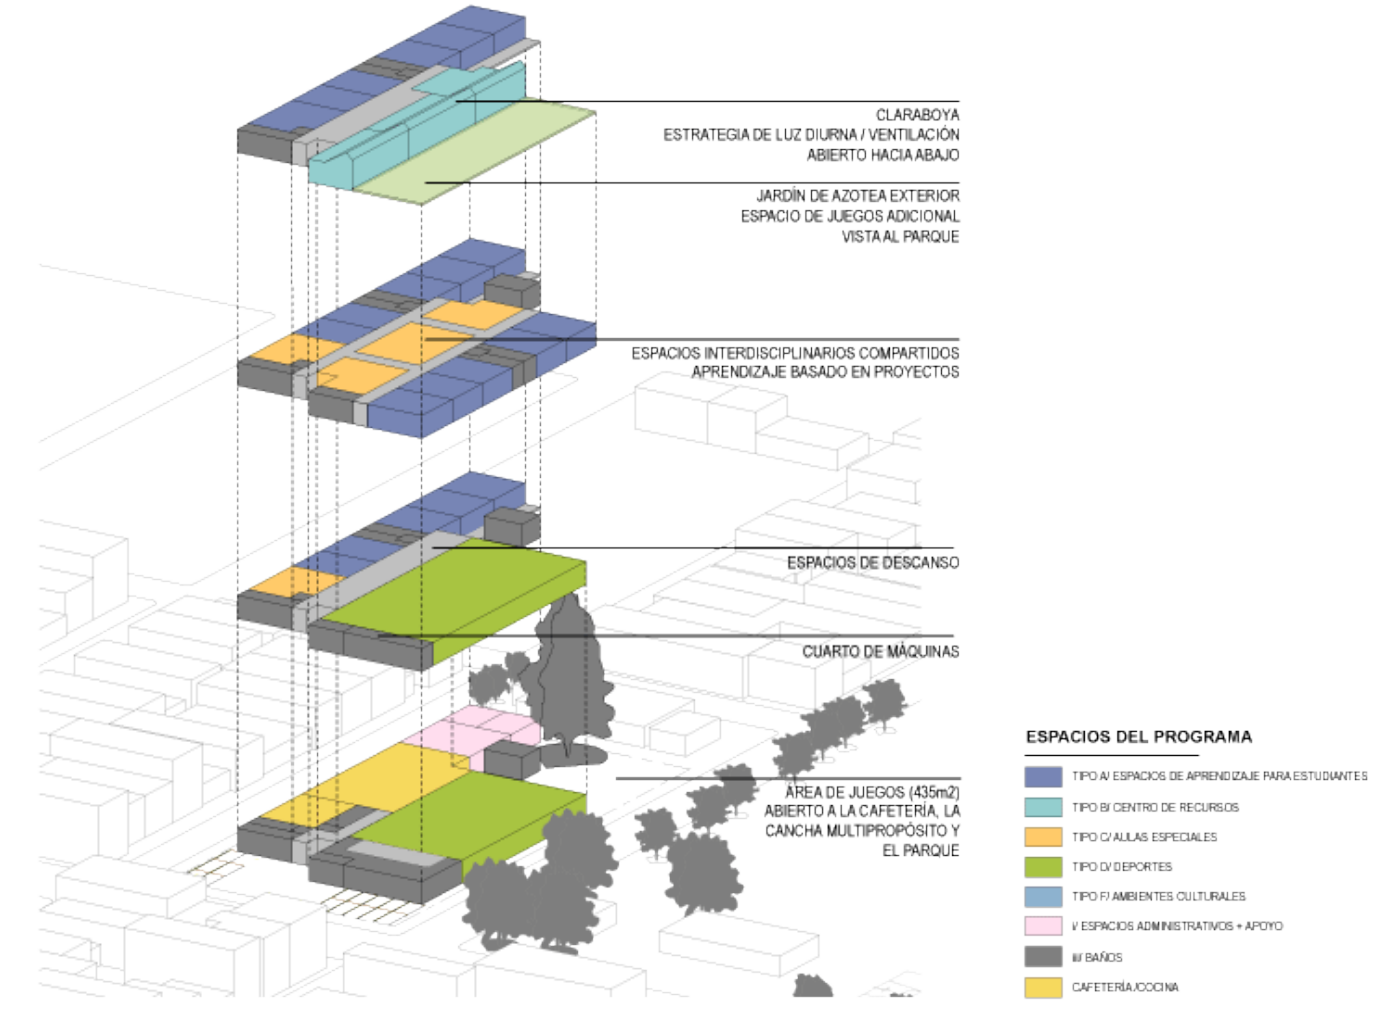 CLARABOYA
ESTRATEGIA DE LUZ DIURNA / VENTILACIÓN
ABIERTO HACIA ABAJO
JARDÍN DE AZOTEA EXTERIOR
ESPACIO DE JUEGOS ADICIONAL
VISTA AL PARQUE
ESPACIOS INTERDISCIPLINARIOS COMPARTIDOS
APRENDIZAJE BASADO EN PROYECTOS
ESPACIOS DE DESCANSO
CUARTO DE MÁQUINAS
ÁREA DE JUEGOS (435m2)
ABIERTO A LA CAFETERÍA, LA
CANCHA MULTIPROPÓSITO Y
EL PARQUE
ESPACIOS DEL PROGRAMA
TIPO A/ ESPACIOS DE APRENDIZAJE PARA ESTUDIANTES
TIPO B/ CENTRO DE RECURSOS
TIPO C/ AULAS ESPECIALES
TIPO D/ DEPORTES
TIPO F/ AMBIENTES CULTURALES
I/ ESPACIOS ADMINISTRATIVOS + APOYO
III/ BAÑOS
CAFETERÍA/COCINA